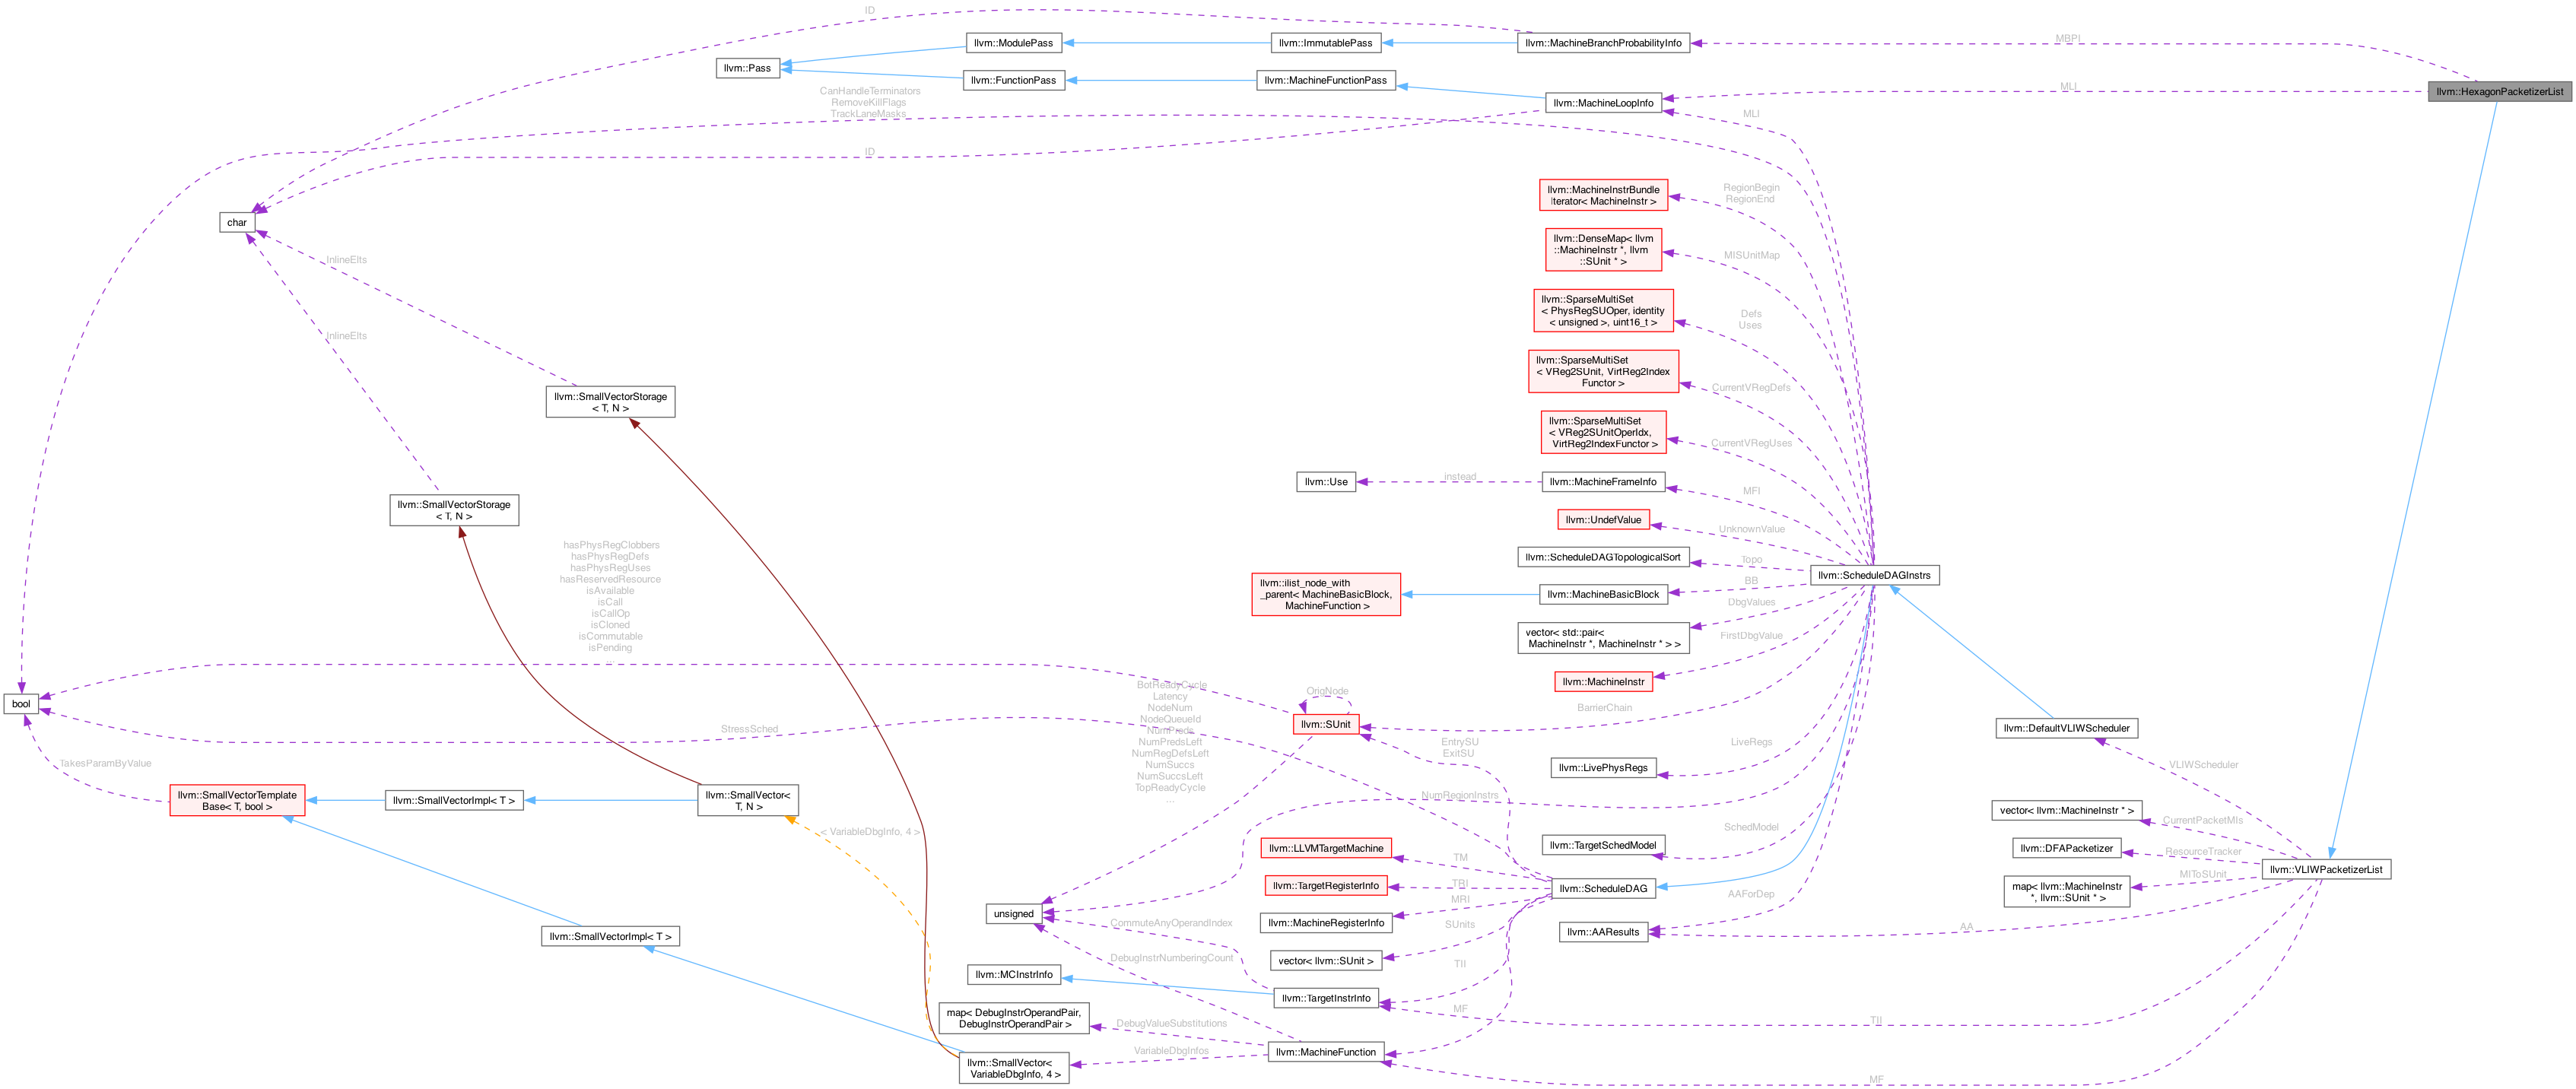 ID
llvm::ModulePass
llvm::ImmutablePass
llvm::MachineBranchProbabilityInfo
MBPI
llvm::Pass
llvm::FunctionPass
llvm::MachineFunctionPass
MLI
llvm::HexagonPacketizerList
CanHandleTerminators
RemoveKillFlags
TrackLaneMasks
llvm::MachineLoopInfo
MLI
ID
llvm::MachineInstrBundle
Iterator< MachineInstr >
RegionBegin
RegionEnd
char
llvm::DenseMap< llvm
::MachineInstr *, llvm
::SUnit * >
MISUnitMap
InlineElts
llvm::SparseMultiSet
< PhysRegSUOper, identity
< unsigned >, uint16_t >
Defs
Uses
InlineElts
llvm::SparseMultiSet
< VReg2SUnit, VirtReg2Index
Functor >
CurrentVRegDefs
llvm::SmallVectorStorage
< T, N >
llvm::SparseMultiSet
< VReg2SUnitOperIdx,
VirtReg2IndexFunctor >
CurrentVRegUses
llvm::Use
instead
llvm::MachineFrameInfo
MFI
llvm::SmallVectorStorage
< T, N >
llvm::UndefValue
UnknownValue
hasPhysRegClobbers
hasPhysRegDefs
hasPhysRegUses
hasReservedResource
isAvailable
isCall
isCallOp
isCloned
isCommutable
isPending
...
llvm::ScheduleDAGTopologicalSort
Topo
llvm::ScheduleDAGInstrs
llvm::ilist_node_with
_parent< MachineBasicBlock,
MachineFunction >
llvm::MachineBasicBlock
BB
DbgValues
vector< std::pair<
MachineInstr *, MachineInstr * > >
FirstDbgValue
llvm::MachineInstr
bool
OrigNode
llvm::SUnit
BarrierChain
BotReadyCycle
Latency
NodeNum
NodeQueueId
NumPreds
NumPredsLeft
NumRegDefsLeft
NumSuccs
NumSuccsLeft
TopReadyCycle
...
StressSched
EntrySU
ExitSU
LiveRegs
llvm::DefaultVLIWScheduler
TakesParamByValue
llvm::LivePhysRegs
VLIWScheduler
llvm::SmallVectorTemplate
Base< T, bool >
llvm::SmallVectorImpl< T >
llvm::SmallVector<
T, N >
NumRegionInstrs
vector< llvm::MachineInstr * >
CurrentPacketMIs
< VariableDbgInfo, 4 >
SchedModel
llvm::LLVMTargetMachine
TM
llvm::TargetSchedModel
llvm::DFAPacketizer
ResourceTracker
llvm::TargetRegisterInfo
TRI
llvm::ScheduleDAG
AAForDep
map< llvm::MachineInstr
*, llvm::SUnit * >
MIToSUnit
llvm::VLIWPacketizerList
MRI
unsigned
CommuteAnyOperandIndex
llvm::MachineRegisterInfo
SUnits
llvm::AAResults
AA
llvm::SmallVectorImpl< T >
DebugInstrNumberingCount
vector< llvm::SUnit >
TII
llvm::MCInstrInfo
llvm::TargetInstrInfo
MF
TII
map< DebugInstrOperandPair,
DebugInstrOperandPair >
DebugValueSubstitutions
VariableDbgInfos
llvm::MachineFunction
llvm::SmallVector<
VariableDbgInfo, 4 >
MF